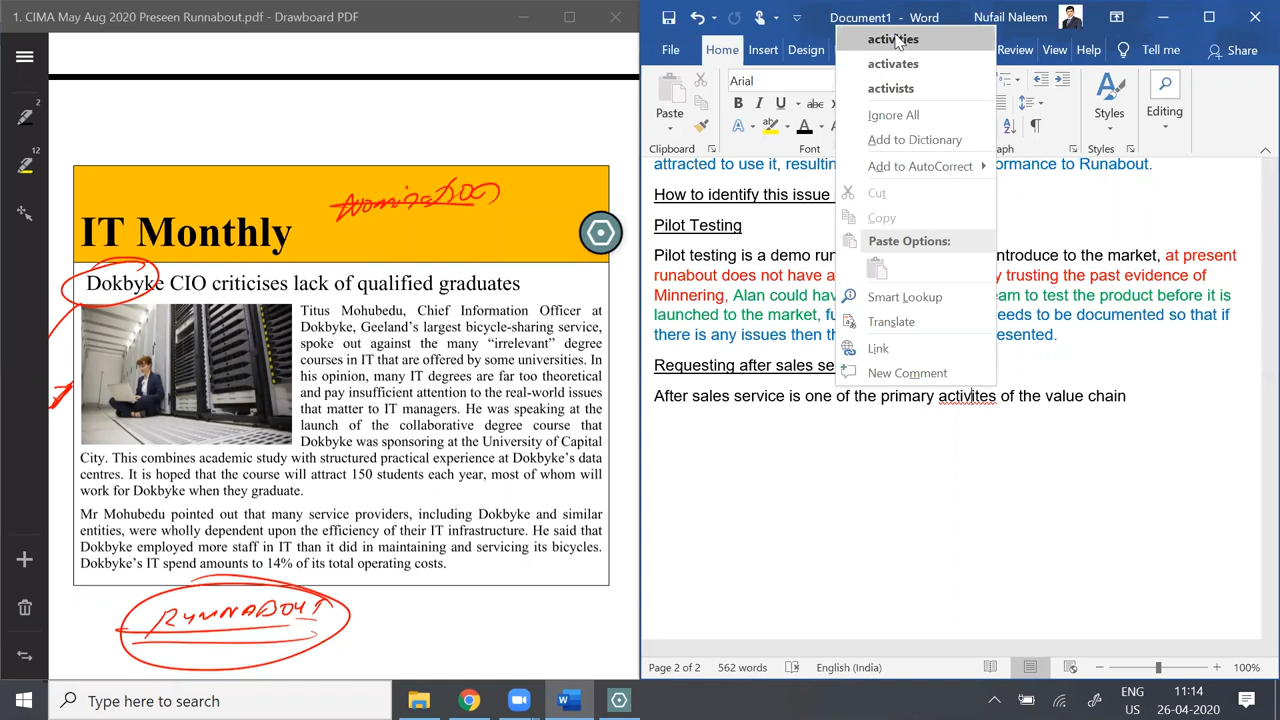 1. CIMA May Aug 2020 Preseen Runnabout.pdf - Drawboard PDF
2
12
IT Monthly
Dokbyke CIO criticises lack of qualified graduates
Titus Mohubedu, Chief Information Officer at
Dokbyke, Geeland's largest bicycle-sharing service,
spoke out against the many "irrelevant" degree
courses in IT that are offered by some universities. In
his opinion, many IT degrees are far too theoretical
and pay insufficient attention to the real-world issues
that matter to IT managers. He was speaking at the
launch of the collaborative degree course that
Dokbyke was sponsoring at the University of Capital
City. This combines academic study with structured practical experience at Dokbyke's data
centres. It is hoped that the course will attract 150 students each year, most of whom will
work for Dokbyke when they graduate.
Mr Mohubedu pointed out that many service providers, including Dokbyke and similar
entities, were wholly dependent upon the efficiency of their IT infrastructure. He said that
Dokbyke employed more staff in IT than it did in maintaining and servicing its bicycles.
Dokbyke's IT spend amounts to 14% of its total operating costs.
RUNNABOUT
Document1 - Word
Nufail Naleem
File Home Insert Design Review View Help Tell me Share
Paste
Clipboard
Arial
B I U abc
Font
Styles
Styles
Editing
activities
activates
activists
Ignore All
Add to Dictionary
Add to AutoCorrect
Cut
Copy
Paste Options:
Smart Lookup
Translate
Link
New Comment
attracted to use it, resulting ormance to Runabout.
How to identify this issue
Pilot Testing
Pilot testing is a demo run introduce to the market, at present
runabout does not have a y trusting the past evidence of
Minnering, Alan could hav eam to test the product before it is
launched to the market, fu eeds to be documented so that if
there is any issues then th resented.
Requesting after sales se
After sales service is one of the primary activites of the value chain
Page 2 of 2 562 words English (India) 100%
Type here to search
ENG
US
11:14
26-04-2020